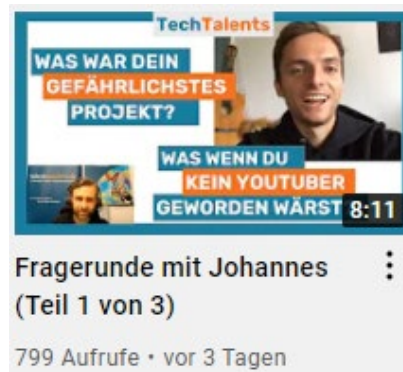 TechTalents
WAS WAR DEIN
GEFÄHRLICHSTES
PROJEKT?
WAS WENN DU
KEIN YOUTUBER
GEWORDEN WÄRST
8:11
Fragerunde mit Johannes
(Teil 1 von 3)
799 Aufrufe • vor 3 Tagen